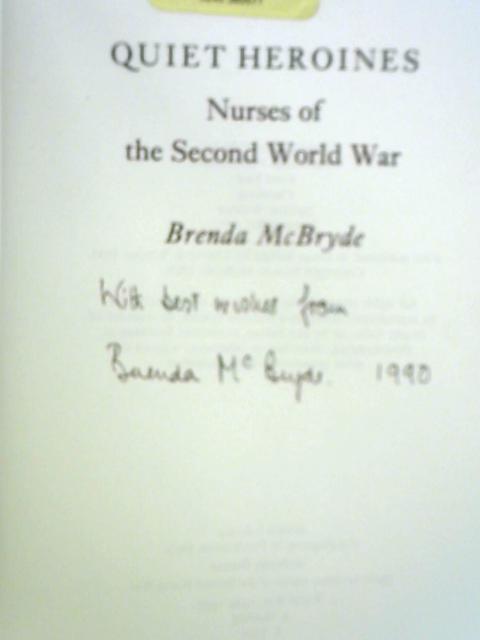 QUIET HEROINES
Nurses of
the Second World War
Brenda McBryde
With best wishes from
Brenda McBryde. 1990